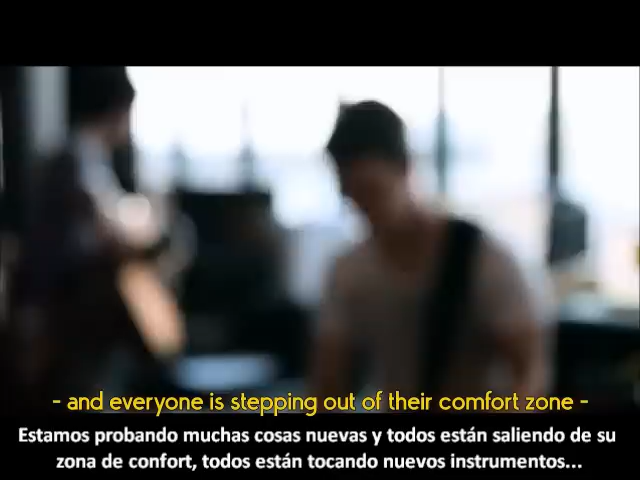 - and everyone is stepping out of their comfort zone -
Estamos probando muchas cosas nuevas y todos están saliendo de su
zona de confort, todos están tocando nuevos instrumentos...